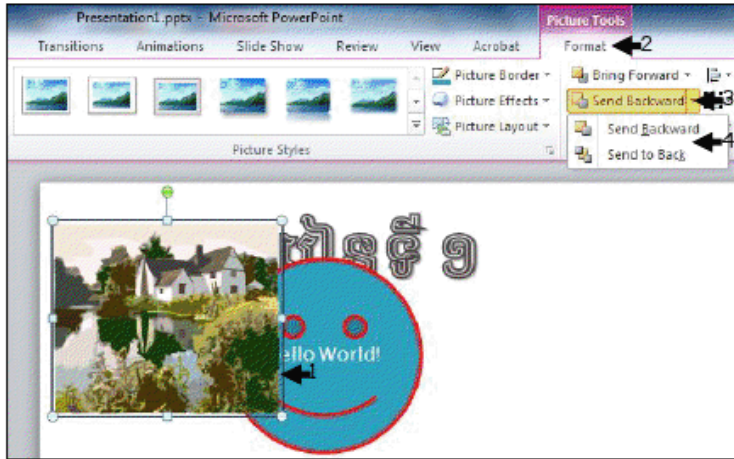 Presentation1.pptx - Microsoft PowerPoint
Picture Tools
Transitions Animations Slide Show Review View Acrobat Format 2
Picture Border Bring Forward
Picture Effects Send Backward 3
Picture Layout Send Backward 4
Picture Styles Send to Back
ជាន់ទី ១
ello World!
1